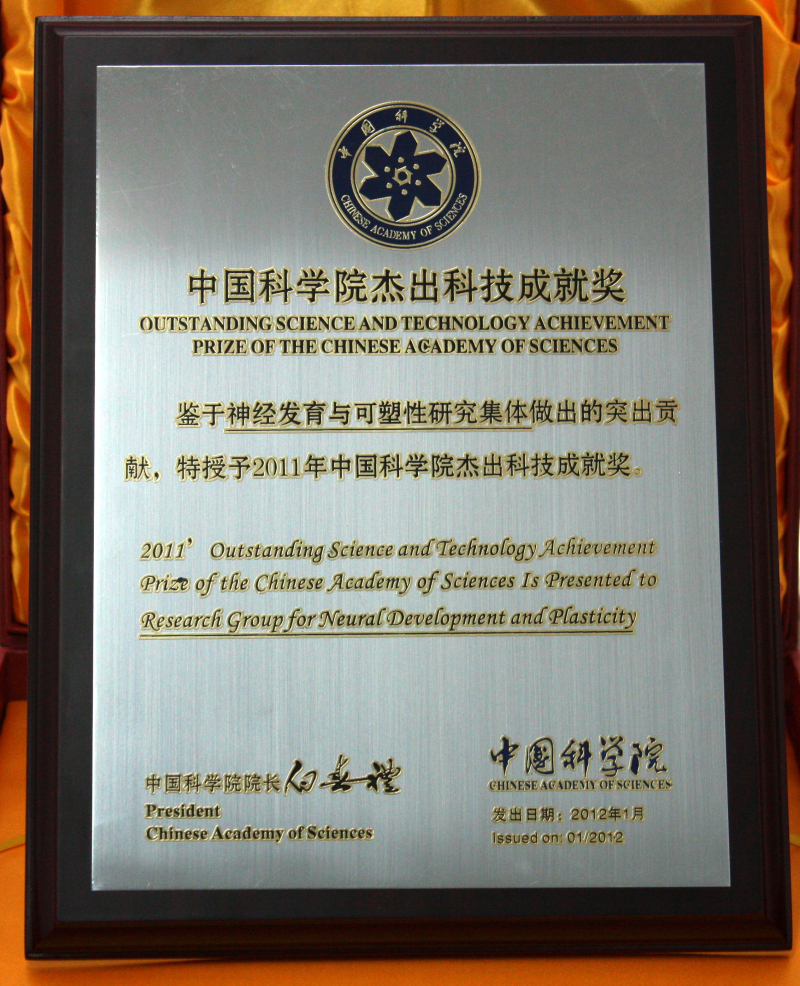 中国科学院
CHINESE ACADEMY OF SCIENCES
中国科学院杰出科技成就奖
OUTSTANDING SCIENCE AND TECHNOLOGY ACHIEVEMENT
PRIZE OF THE CHINESE ACADEMY OF SCIENCES
鉴于神经发育与可塑性研究集体做出的突出贡
献，特授予2011年中国科学院杰出科技成就奖。
2011’ Outstanding Science and Technology Achievement
Prize of the Chinese Academy of Sciences Is Presented to
Research Group for Neural Development and Plasticity
中国科学院院长 白春礼
President
Chinese Academy of Sciences
中国科学院
CHINESE ACADEMY OF SCIENCES
发出日期：2012年1月
Issued on: 01/2012